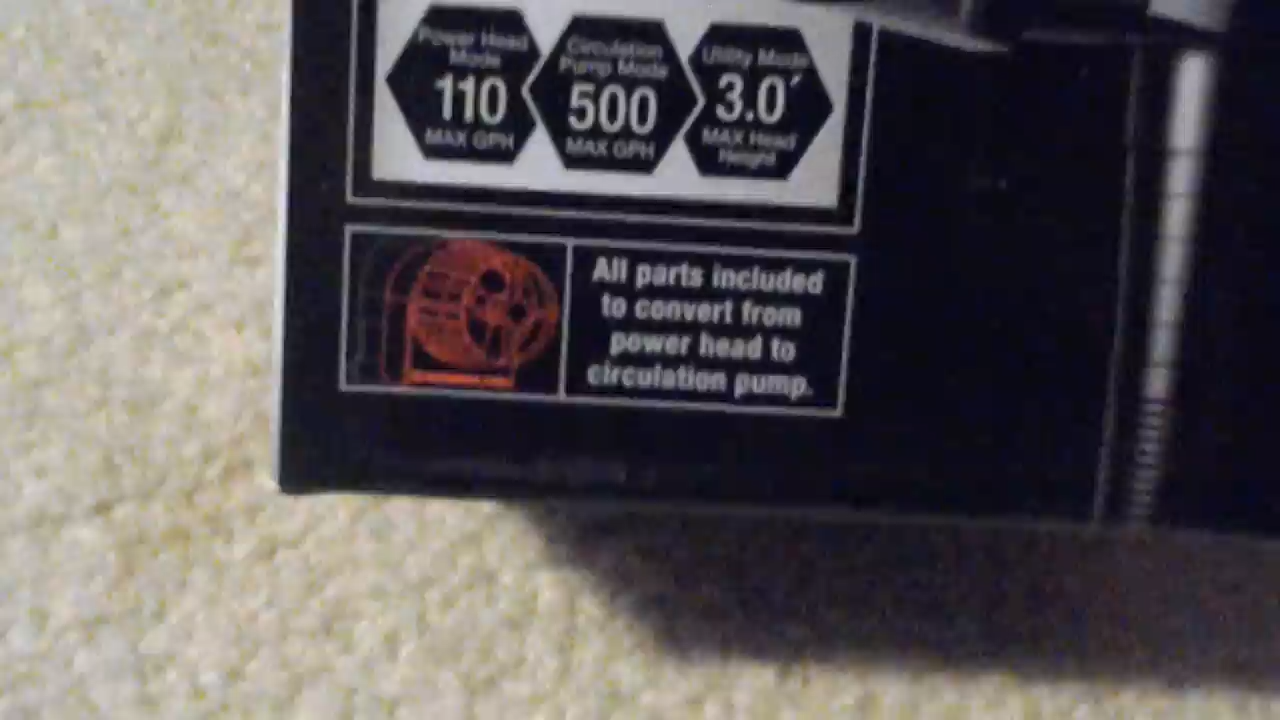 Power Head
Mode
110
MAX GPH
Circulation
Pump Mode
500
MAX GPH
Utility Mode
3.0′
MAX Head
Height
All parts included
to convert from
power head to
circulation pump.